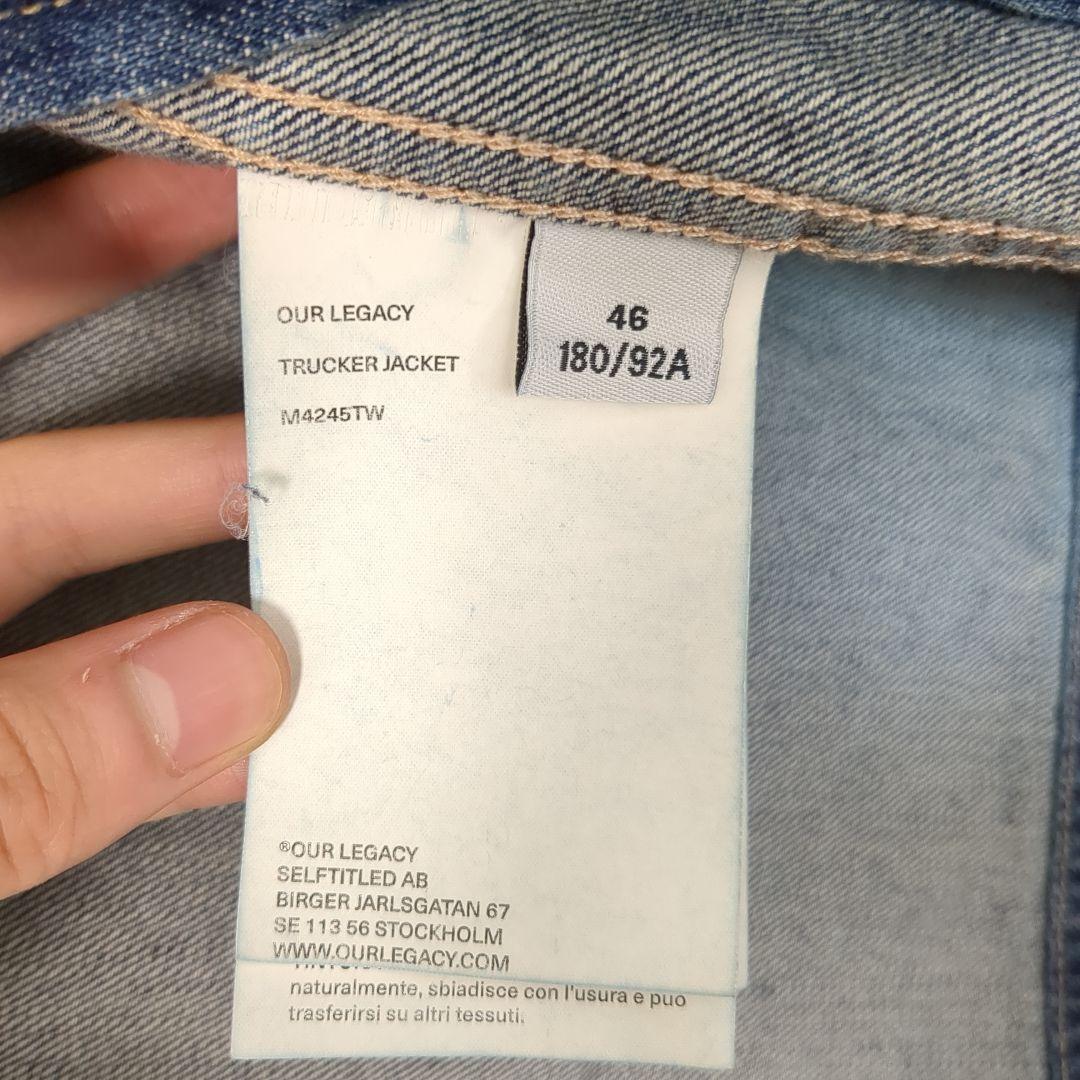 OUR LEGACY
TRUCKER JACKET
M4245TW
46
180/92A
®OUR LEGACY
SELFTITLED AB
BIRGER JARLSGATAN 67
SE 113 56 STOCKHOLM
WWW.OURLEGACY.COM
naturalmente, sbiadisce con l'usura e può
trasferirsi su altri tessuti.